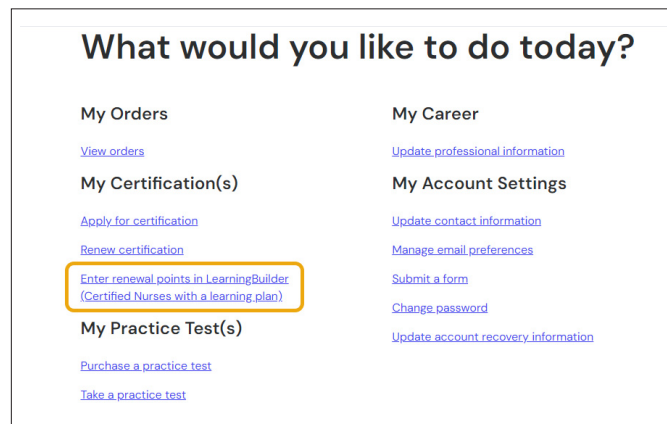 What would you like to do today?
My Orders
View orders
My Certification(s)
Apply for certification
Renew certification
Enter renewal points in LearningBuilder
(Certified Nurses with a learning plan)
My Practice Test(s)
Purchase a practice test
Take a practice test
My Career
Update professional information
My Account Settings
Update contact information
Manage email preferences
Submit a form
Change password
Update account recovery information